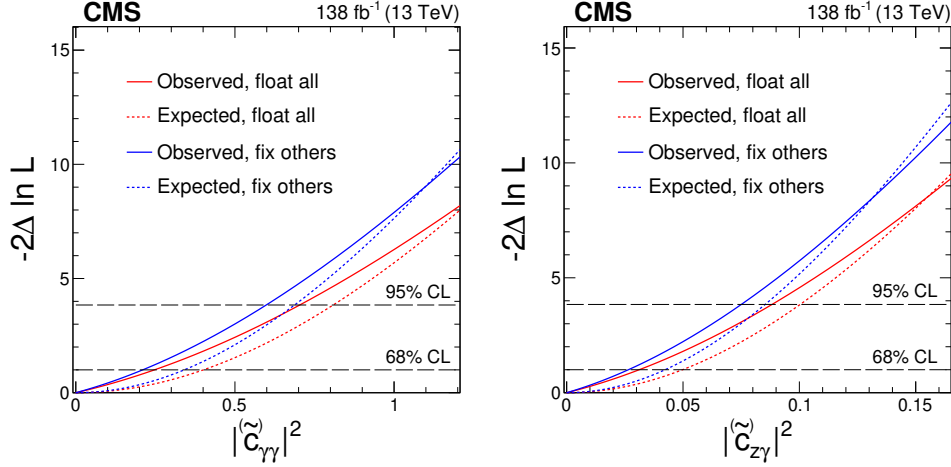 CMS 138 fb⁻¹ (13 TeV)
15
10
5
0
-2Δ ln L
Observed, float all
Expected, float all
Observed, fix others
Expected, fix others
95% CL
68% CL
0 0.5 1
|c̃⁽˜⁾γγ|²
CMS 138 fb⁻¹ (13 TeV)
15
10
5
0
-2Δ ln L
Observed, float all
Expected, float all
Observed, fix others
Expected, fix others
95% CL
68% CL
0 0.05 0.1 0.15
|c̃⁽˜⁾zγ|²